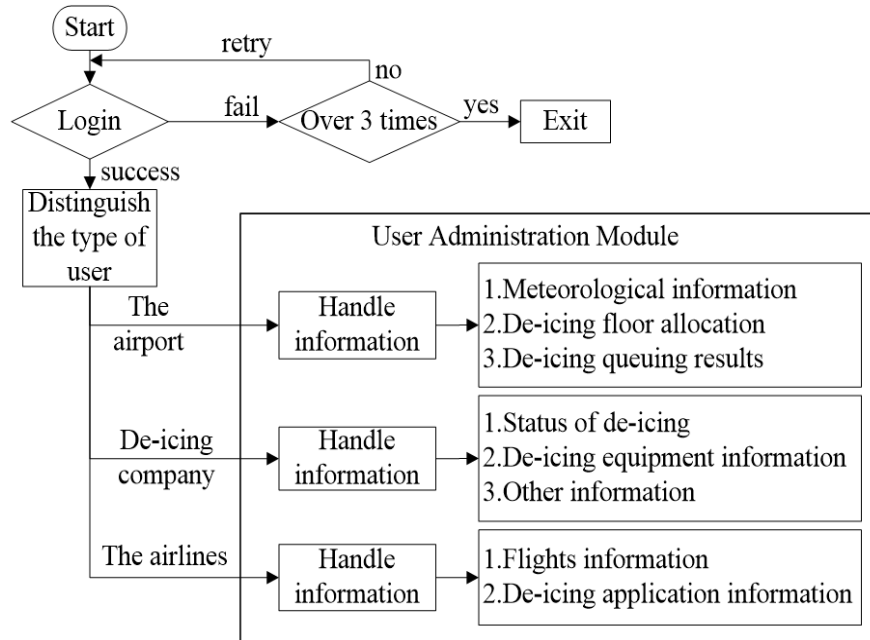 Start
retry
no
Login
fail
Over 3 times
yes
Exit
success
Distinguish
the type of
user
User Administration Module
The
airport
Handle
information
1.Meteorological information
2.De-icing floor allocation
3.De-icing queuing results
De-icing
company
Handle
information
1.Status of de-icing
2.De-icing equipment information
3.Other information
The airlines
Handle
information
1.Flights information
2.De-icing application information